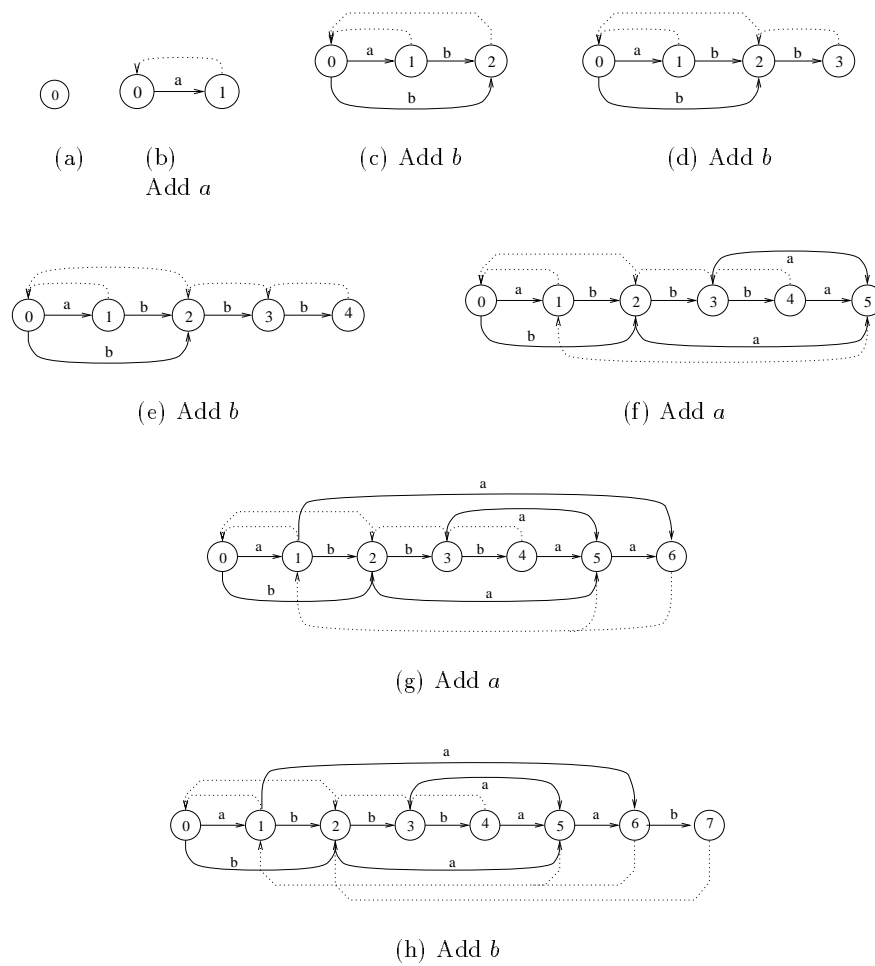 0
(a)
0 a 1
(b)
Add a
0 a 1 b 2
b
(c) Add b
0 a 1 b 2 b 3
b
(d) Add b
0 a 1 b 2 b 3 b 4
b
(e) Add b
a
0 a 1 b 2 b 3 b 4 a 5
b a
(f) Add a
a
a
0 a 1 b 2 b 3 b 4 a 5 a 6
b a
(g) Add a
a
a
0 a 1 b 2 b 3 b 4 a 5 a 6 b 7
b a
(h) Add b